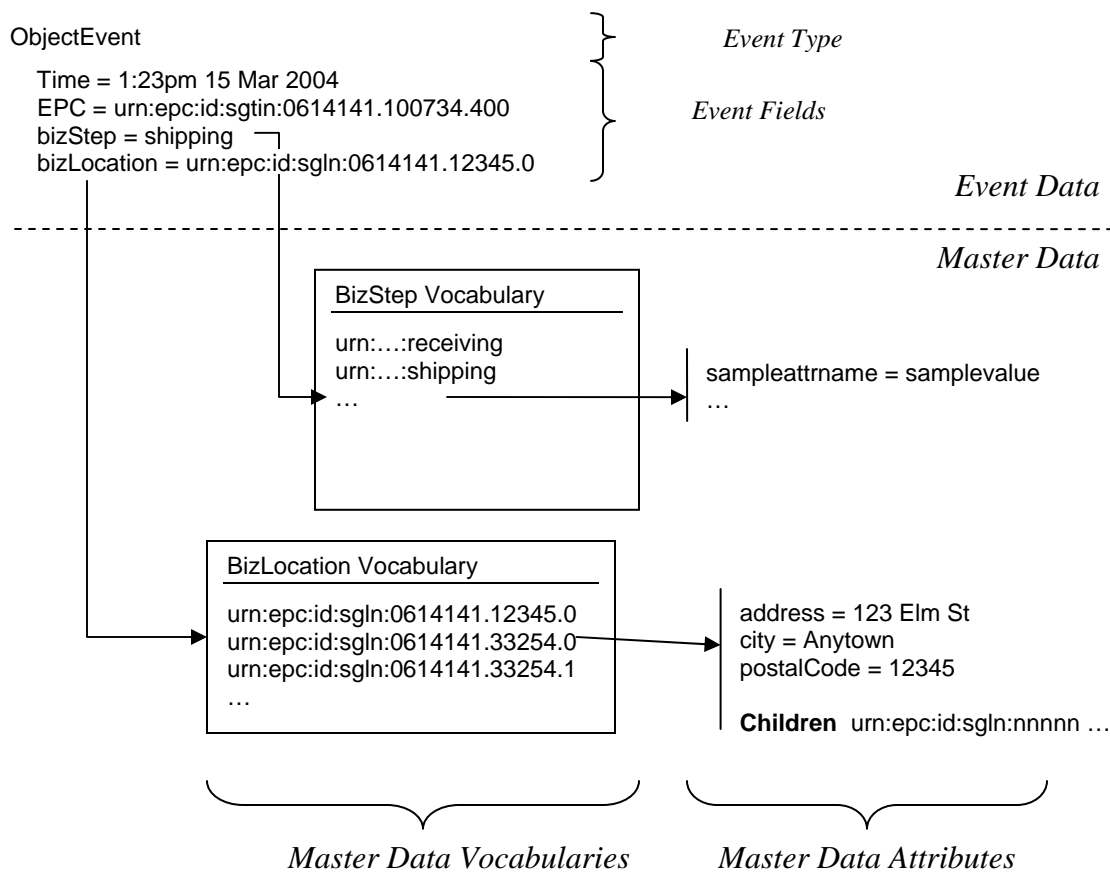 ObjectEvent
Event Type
Time = 1:23pm 15 Mar 2004
EPC = urn:epc:id:sgtin:0614141.100734.400
bizStep = shipping
bizLocation = urn:epc:id:sgln:0614141.12345.0
Event Fields
Event Data
Master Data
BizStep Vocabulary
urn:…:receiving
urn:…:shipping
…
sampleattrname = samplevalue
…
BizLocation Vocabulary
urn:epc:id:sgln:0614141.12345.0
urn:epc:id:sgln:0614141.33254.0
urn:epc:id:sgln:0614141.33254.1
…
address = 123 Elm St
city = Anytown
postalCode = 12345
Children urn:epc:id:sgln:nnnnn …
Master Data Vocabularies
Master Data Attributes